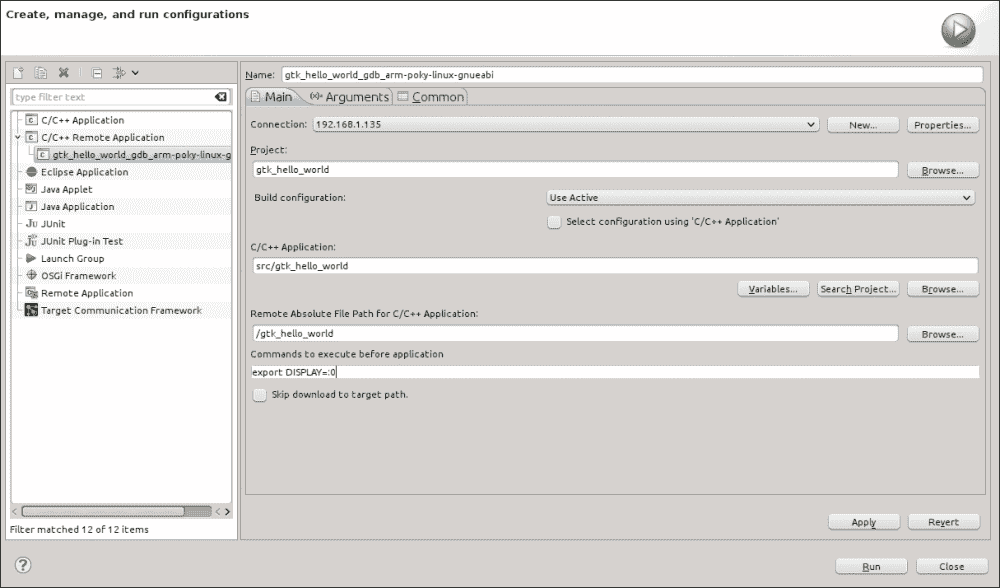 Create, manage, and run configurations
type filter text
C/C++ Application
C/C++ Remote Application
gtk_hello_world_gdb_arm-poky-linux-g
Eclipse Application
Java Applet
Java Application
JUnit
JUnit Plug-in Test
Launch Group
OSGi Framework
Remote Application
Target Communication Framework
Filter matched 12 of 12 items
Name: gtk_hello_world_gdb_arm-poky-linux-gnueabi
Main Arguments Common
Connection: 192.168.1.135 New... Properties...
Project:
gtk_hello_world Browse...
Build configuration: Use Active
Select configuration using 'C/C++ Application'
C/C++ Application:
src/gtk_hello_world
Variables... Search Project... Browse...
Remote Absolute File Path for C/C++ Application:
/gtk_hello_world Browse...
Commands to execute before application
export DISPLAY=:0
Skip download to target path.
Apply Revert
? Run Close